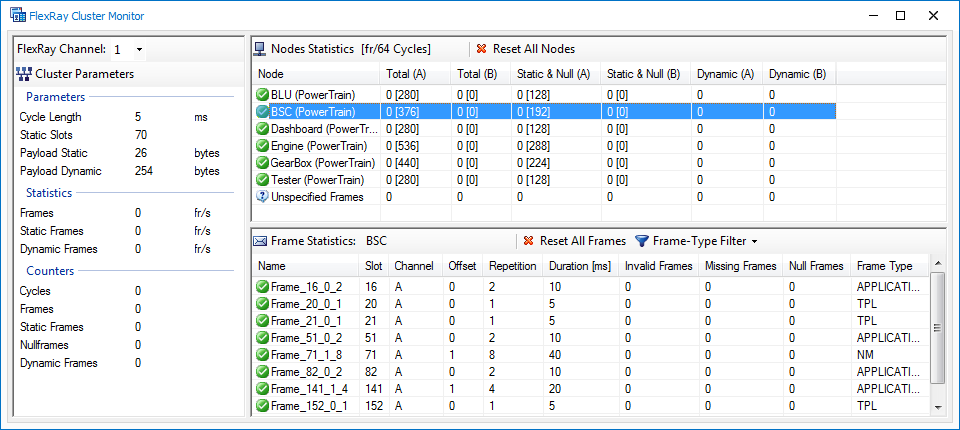 FlexRay Cluster Monitor
FlexRay Channel: 1
Cluster Parameters
Parameters
Cycle Length 5 ms
Static Slots 70
Payload Static 26 bytes
Payload Dynamic 254 bytes
Statistics
Frames 0 fr/s
Static Frames 0 fr/s
Dynamic Frames 0 fr/s
Counters
Cycles 0
Frames 0
Static Frames 0
Nullframes 0
Dynamic Frames 0
Nodes Statistics [fr/64 Cycles] Reset All Nodes
Node Total (A) Total (B) Static & Null (A) Static & Null (B) Dynamic (A) Dynamic (B)
BLU (PowerTrain) 0 [280] 0 [0] 0 [128] 0 [0] 0 0
BSC (PowerTrain) 0 [376] 0 [0] 0 [192] 0 [0] 0 0
Dashboard (PowerTr... 0 [280] 0 [0] 0 [128] 0 [0] 0 0
Engine (PowerTrain) 0 [536] 0 [0] 0 [288] 0 [0] 0 0
GearBox (PowerTrain) 0 [440] 0 [0] 0 [224] 0 [0] 0 0
Tester (PowerTrain) 0 [280] 0 [0] 0 [128] 0 [0] 0 0
Unspecified Frames 0 0 0 0 0 0
Frame Statistics: BSC Reset All Frames Frame-Type Filter
Name Slot Channel Offset Repetition Duration [ms] Invalid Frames Missing Frames Null Frames Frame Type
Frame_16_0_2 16 A 0 2 10 0 0 0 APPLICATI...
Frame_20_0_1 20 A 0 1 5 0 0 0 TPL
Frame_21_0_1 21 A 0 1 5 0 0 0 TPL
Frame_51_0_2 51 A 0 2 10 0 0 0 APPLICATI...
Frame_71_1_8 71 A 1 8 40 0 0 0 NM
Frame_82_0_2 82 A 0 2 10 0 0 0 APPLICATI...
Frame_141_1_4 141 A 1 4 20 0 0 0 APPLICATI...
Frame_152_0_1 152 A 0 1 5 0 0 0 TPL